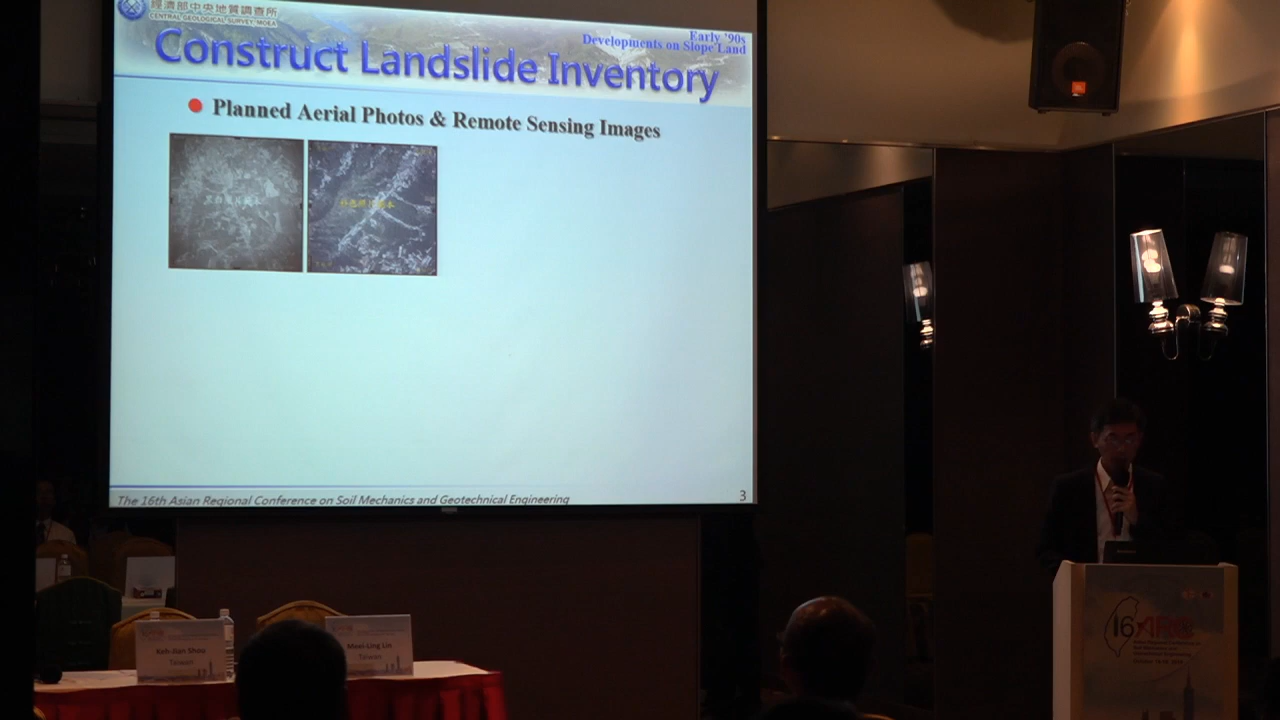 經濟部中央地質調查所
CENTRAL GEOLOGICAL SURVEY, MOEA
Early '90s
Developments on Slope Land
Construct Landslide Inventory
Planned Aerial Photos & Remote Sensing Images
The 16th Asian Regional Conference on Soil Mechanics and Geotechnical Engineering
3
Keh-Jian Shou
Taiwan
Meei-Ling Lin
Taiwan
16ARC